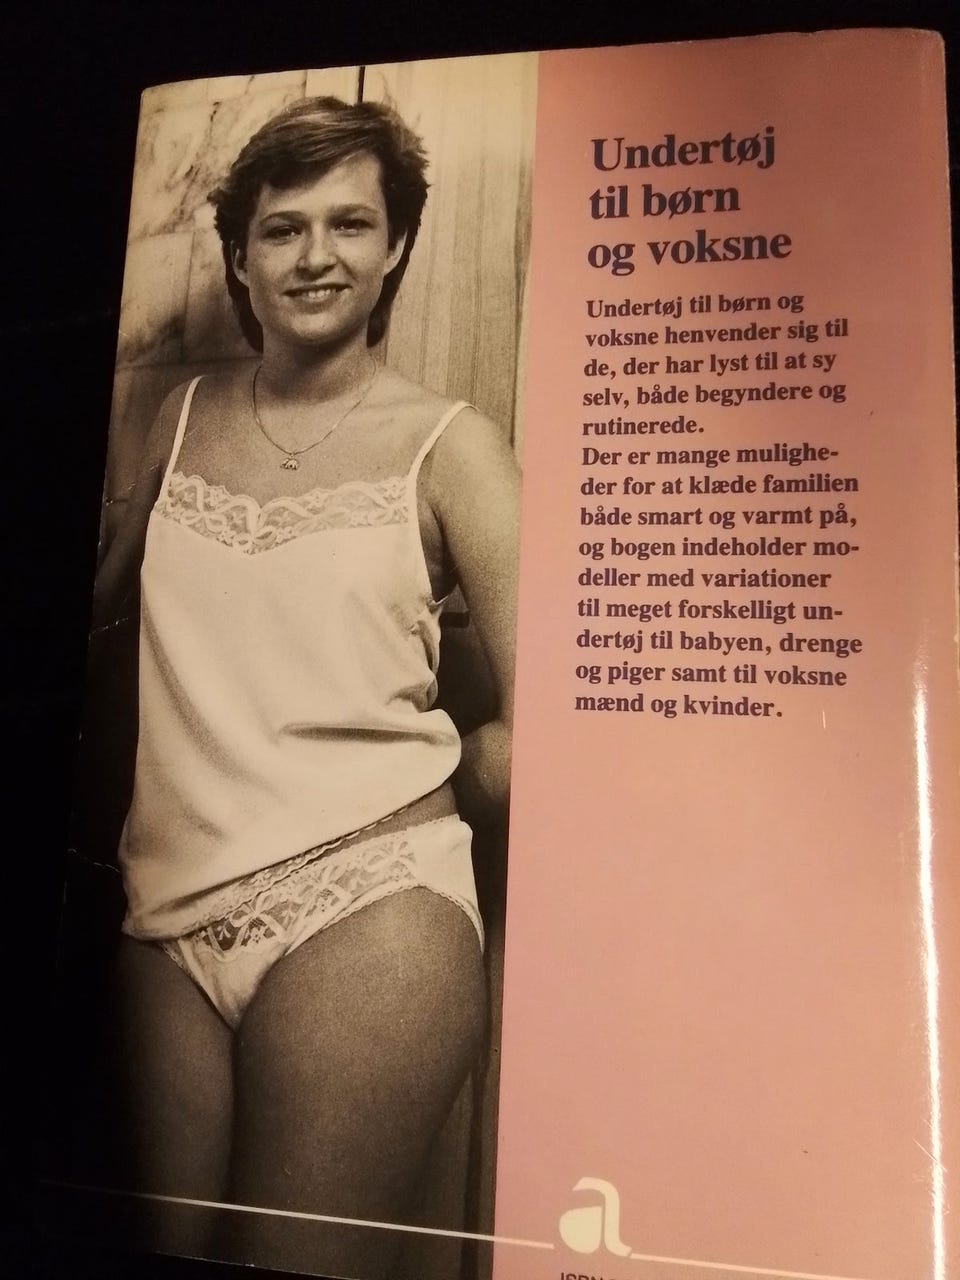 Undertøj
til børn
og voksne
Undertøj til børn og
voksne henvender sig til
de, der har lyst til at sy
selv, både begyndere og
rutinerede.
Der er mange mulighe-
der for at klæde familien
både smart og varmt på,
og bogen indeholder mo-
deller med variationer
til meget forskelligt un-
dertøj til babyen, drenge
og piger samt til voksne
mænd og kvinder.
a
ISBN